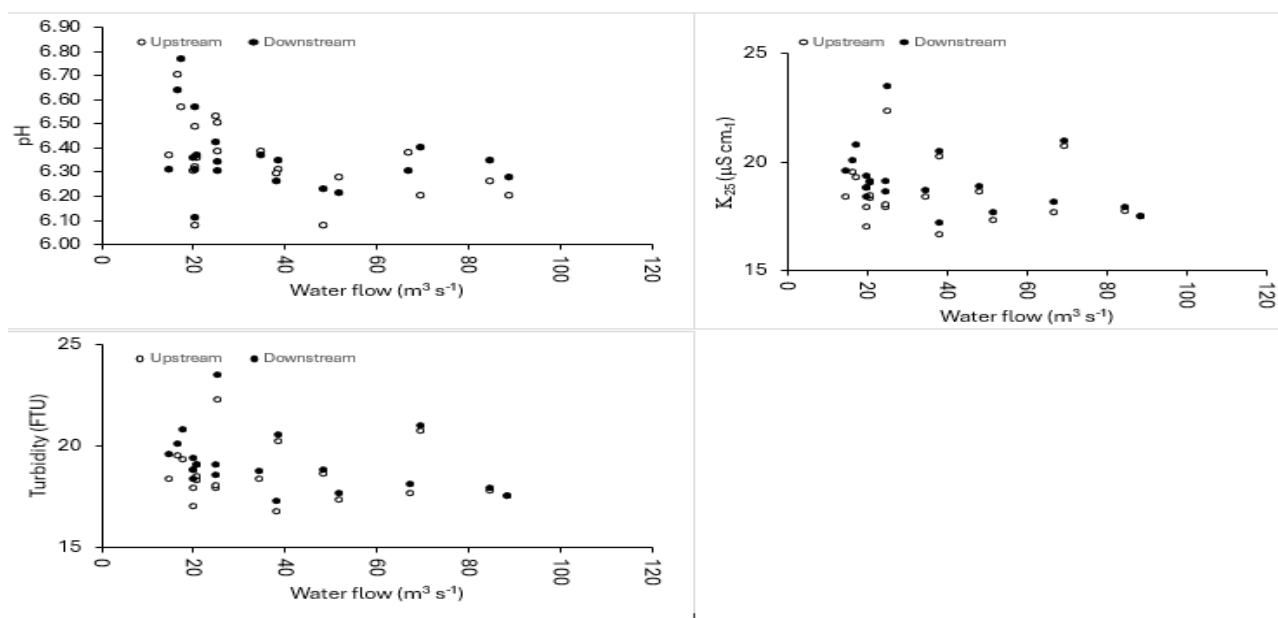 6.90
6.80
6.70
6.60
6.50
6.40
6.30
6.20
6.10
6.00
pH
Upstream Downstream
0 20 40 60 80 100 120
Water flow (m³ s⁻¹)
25
20
15
K₂₅ (µS cm-1)
Upstream Downstream
0 20 40 60 80 100 120
Water flow (m³ s⁻¹)
25
20
15
Turbidity (FTU)
Upstream Downstream
0 20 40 60 80 100 120
Water flow (m³ s⁻¹)